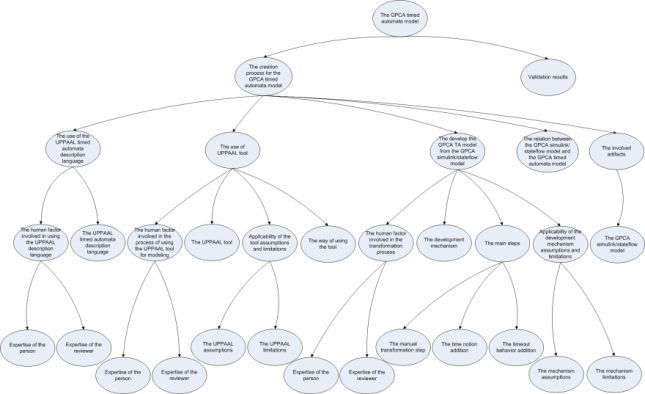 The GPCA timed
automata model
The creation
process for the
GPCA timed
automata model
Validation results
The use of the
UPPAAL timed
automata
description
language
The use of
UPPAAL tool
The develop the
GPCA TA model
from the GPCA
simulink/stateflow
The relation between
the GPCA simulink/
stateflow model and
the GPCA timed
automata model
The involved
artifacts
The human factor
involved in using
the UPPAAL
description
language
The UPPAAL
timed automata
description
language
The human factor
involved in the
process of using
the UPPAAL tool
for modeling
The UPPAAL tool
Applicability of the
tool assumptions
and limitations
The way of using
the tool
The human factor
involved in the
transformation
process
The development
mechanism
The main steps
Applicability of the
development
mechanism
assumptions and
limitations
The GPCA
simulink/stateflow
model
Expertise of the
person
Expertise of the
reviewer
Expertise of the
person
Expertise of the
reviewer
The UPPAAL
assumptions
The UPPAAL
limitations
Expertise of the
person
Expertise of the
reviewer
The manual
transformation step
The time notion
addition
The timeout
behavior addition
The mechanism
assumptions
The mechanism
limitations